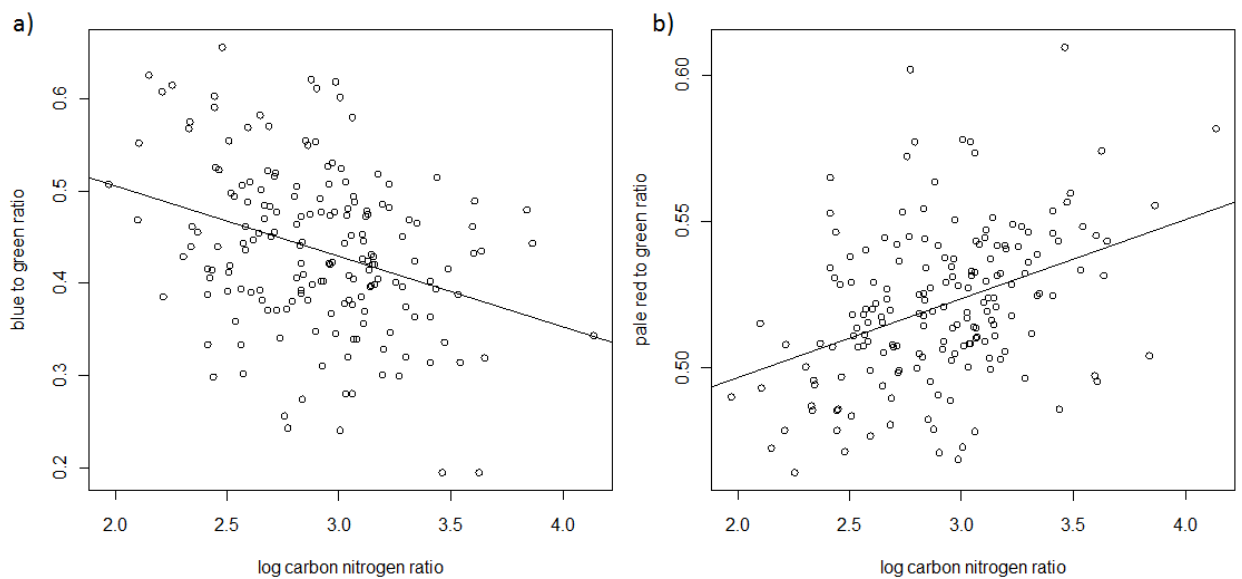 a)
blue to green ratio
0.6
0.5
0.4
0.3
0.2
2.0 2.5 3.0 3.5 4.0
log carbon nitrogen ratio
b)
pale red to green ratio
0.60
0.55
0.50
2.0 2.5 3.0 3.5 4.0
log carbon nitrogen ratio